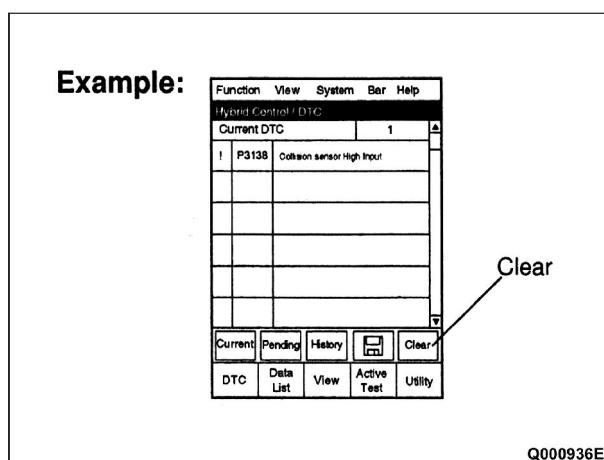 Example:
Function View System Bar Help
Hybrid Control / DTC
Current DTC 1
! P3138 Collision sensor High Input
Clear
Current Pending History Clear
DTC Data List View Active Test Utility
Q000936E